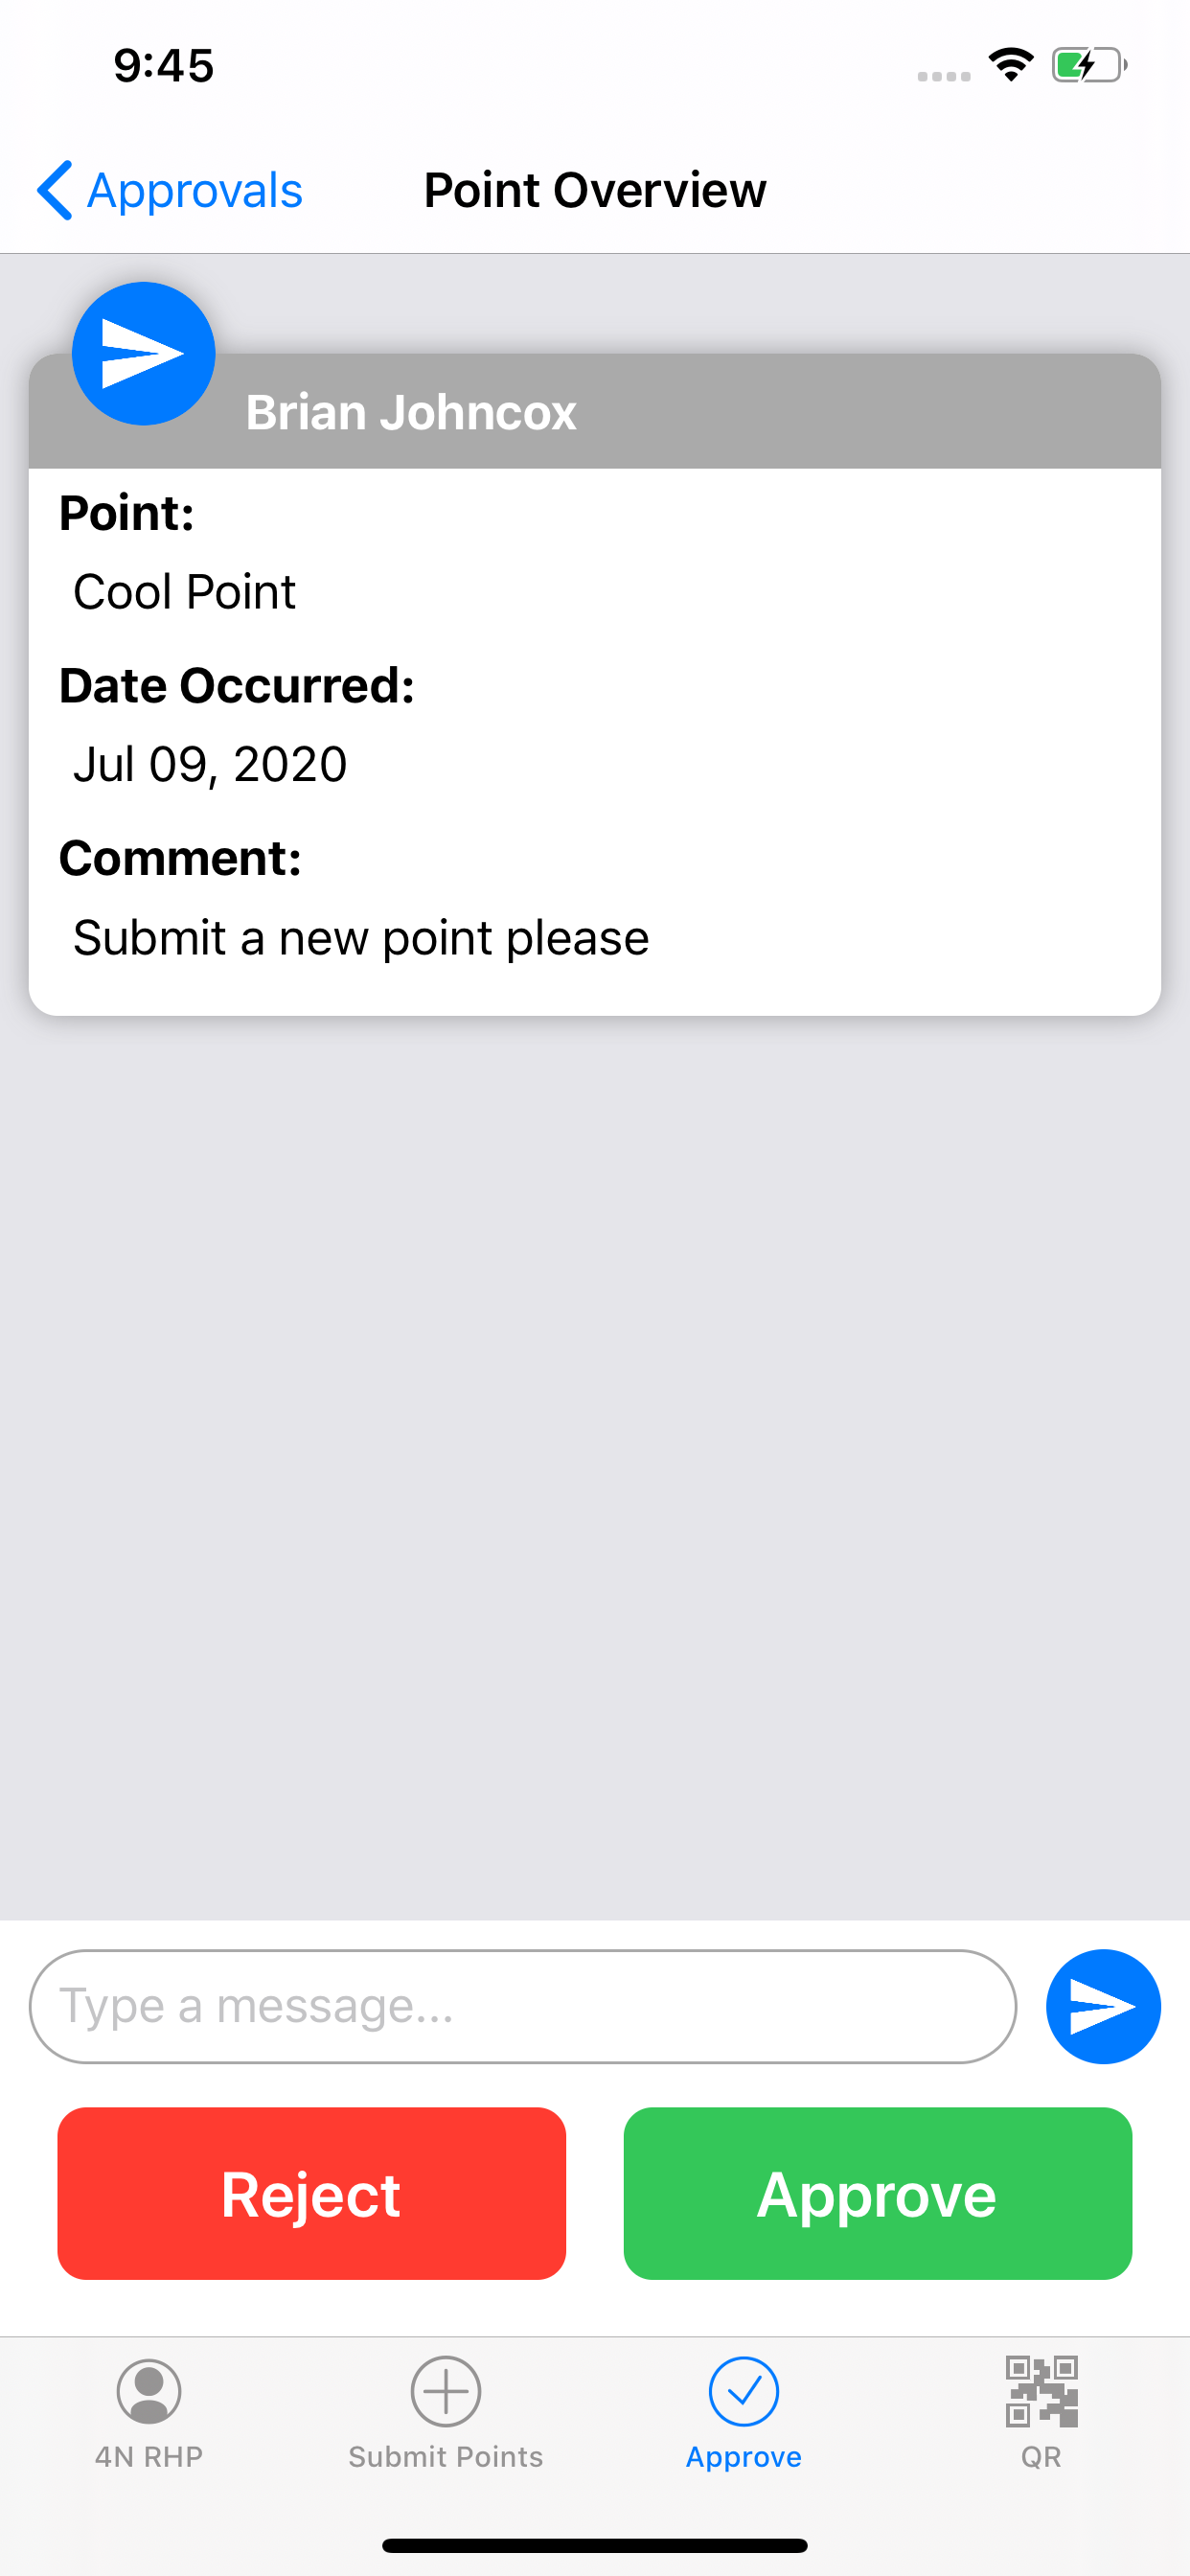 9:45
Approvals
Point Overview
Brian Johncox
Point:
Cool Point
Date Occurred:
Jul 09, 2020
Comment:
Submit a new point please
Type a message...
Reject
Approve
4N RHP
Submit Points
Approve
QR